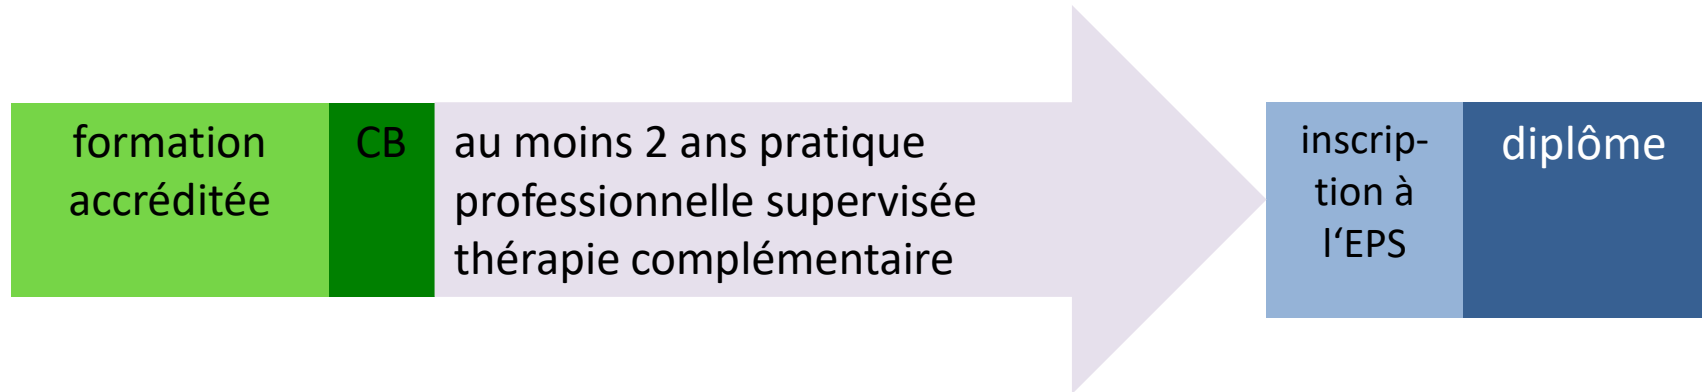 formation
accréditée
CB
au moins 2 ans pratique
professionnelle supervisée
thérapie complémentaire
inscrip-
tion à
l‘EPS
diplôme